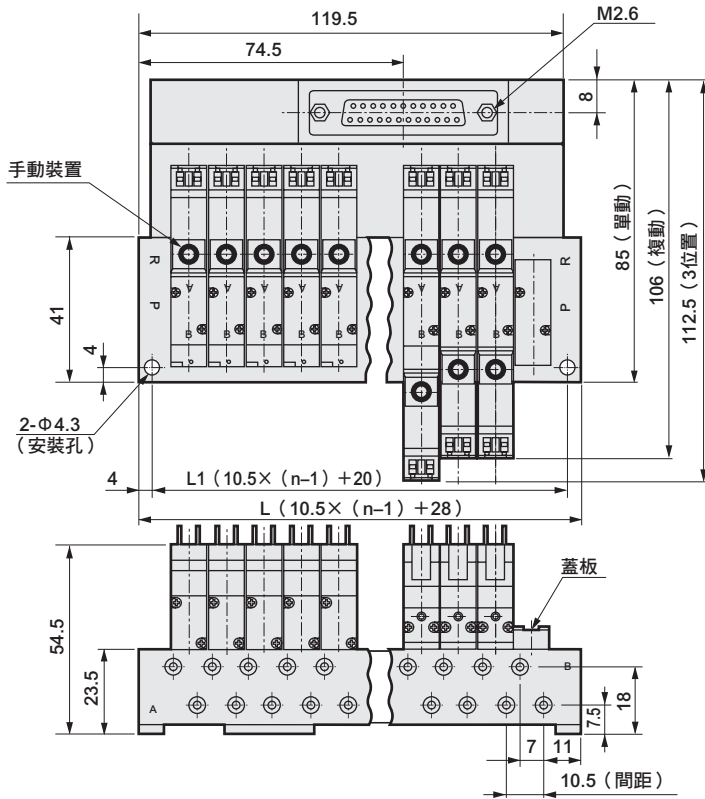 119.5
M2.6
74.5
8
手動裝置
85（單動）
106（複動）
112.5（3位置）
R
P
R
P
A A A A A A A A
B B B B B B B B
41
4
2-Φ4.3
（安裝孔）
4
L1（10.5×（n–1）+20）
L（10.5×（n–1）+28）
蓋板
54.5
23.5
A
B
18
7.5
7
11
10.5（間距）